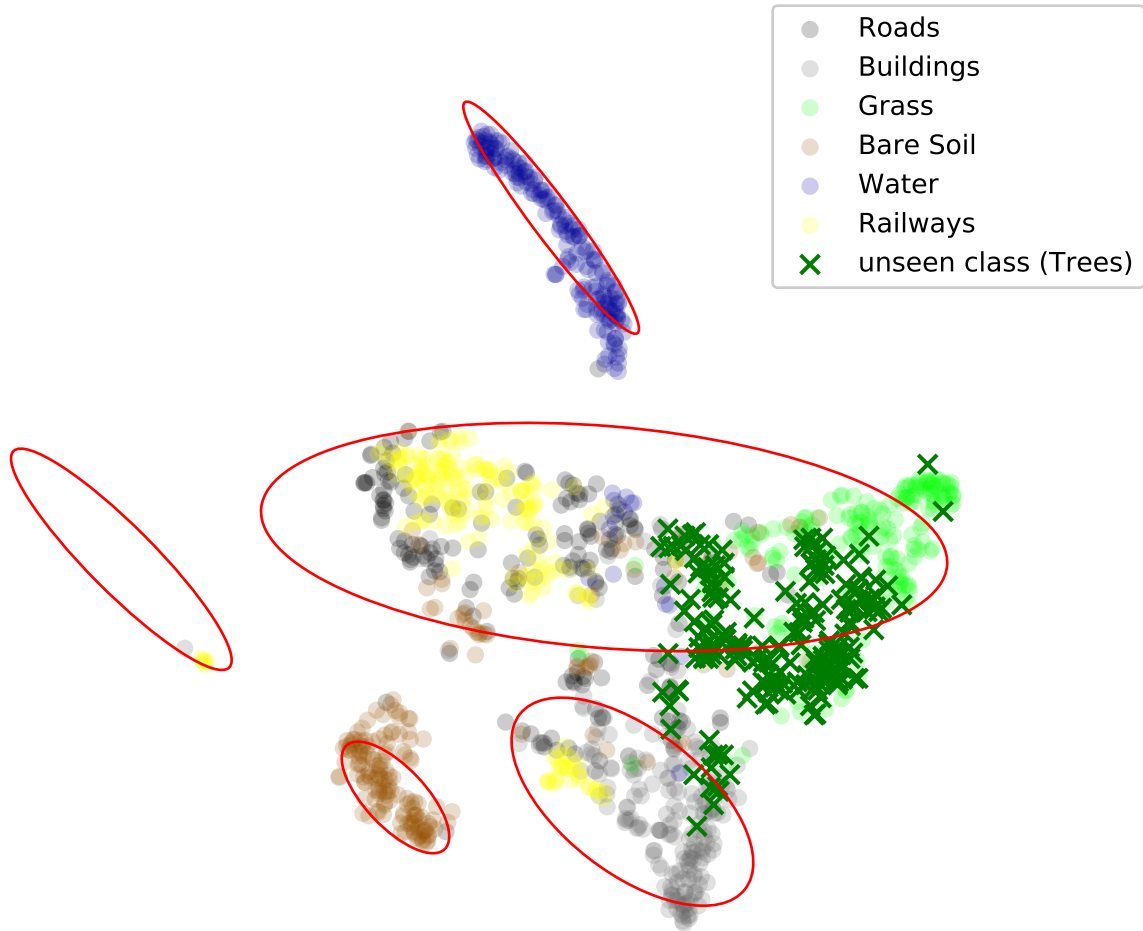 Roads
Buildings
Grass
Bare Soil
Water
Railways
unseen class (Trees)